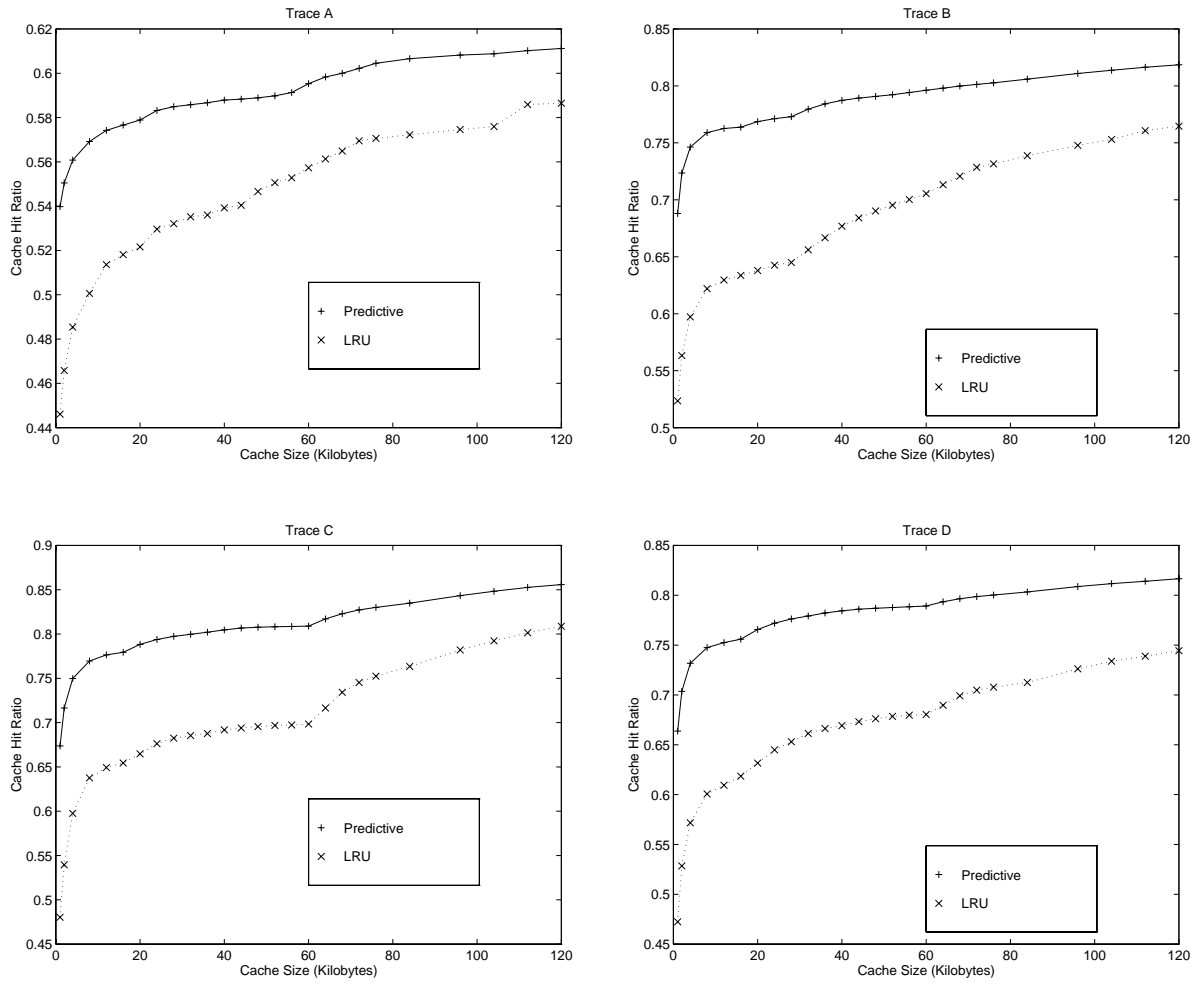 Trace A
0.62
0.6
0.58
0.56
0.54
0.52
0.5
0.48
0.46
0.44
Cache Hit Ratio
0 20 40 60 80 100 120
Cache Size (Kilobytes)
Predictive
LRU
Trace B
0.85
0.8
0.75
0.7
0.65
0.6
0.55
0.5
Cache Hit Ratio
0 20 40 60 80 100 120
Cache Size (Kilobytes)
Predictive
LRU
Trace C
0.9
0.85
0.8
0.75
0.7
0.65
0.6
0.55
0.5
0.45
Cache Hit Ratio
0 20 40 60 80 100 120
Cache Size (Kilobytes)
Predictive
LRU
Trace D
0.85
0.8
0.75
0.7
0.65
0.6
0.55
0.5
0.45
Cache Hit Ratio
0 20 40 60 80 100 120
Cache Size (Kilobytes)
Predictive
LRU